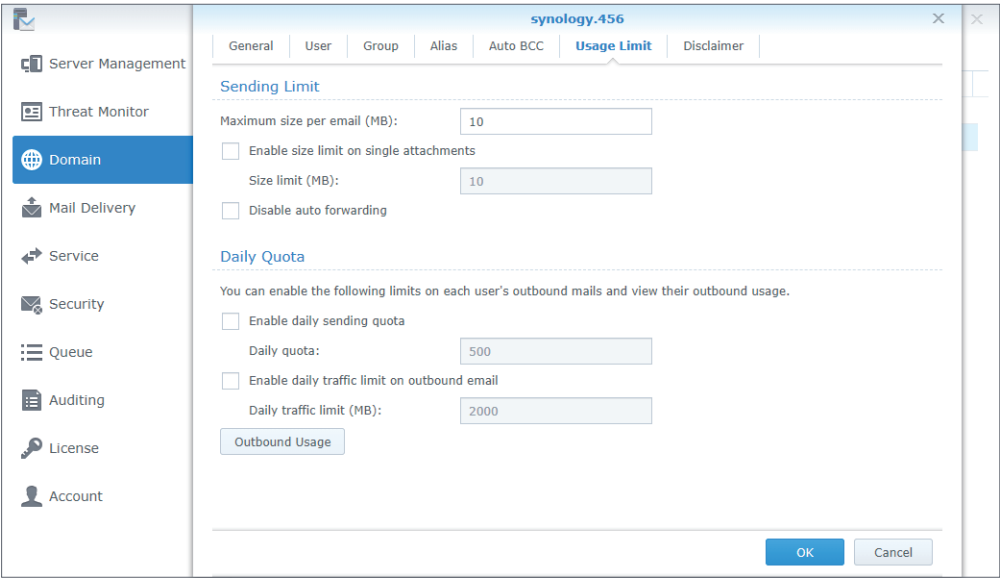 synology.456
General User Group Alias Auto BCC Usage Limit Disclaimer
Server Management
Threat Monitor
Domain
Mail Delivery
Service
Security
Queue
Auditing
License
Account
Sending Limit
Maximum size per email (MB): 10
Enable size limit on single attachments
Size limit (MB): 10
Disable auto forwarding
Daily Quota
You can enable the following limits on each user's outbound mails and view their outbound usage.
Enable daily sending quota
Daily quota: 500
Enable daily traffic limit on outbound email
Daily traffic limit (MB): 2000
Outbound Usage
OK Cancel